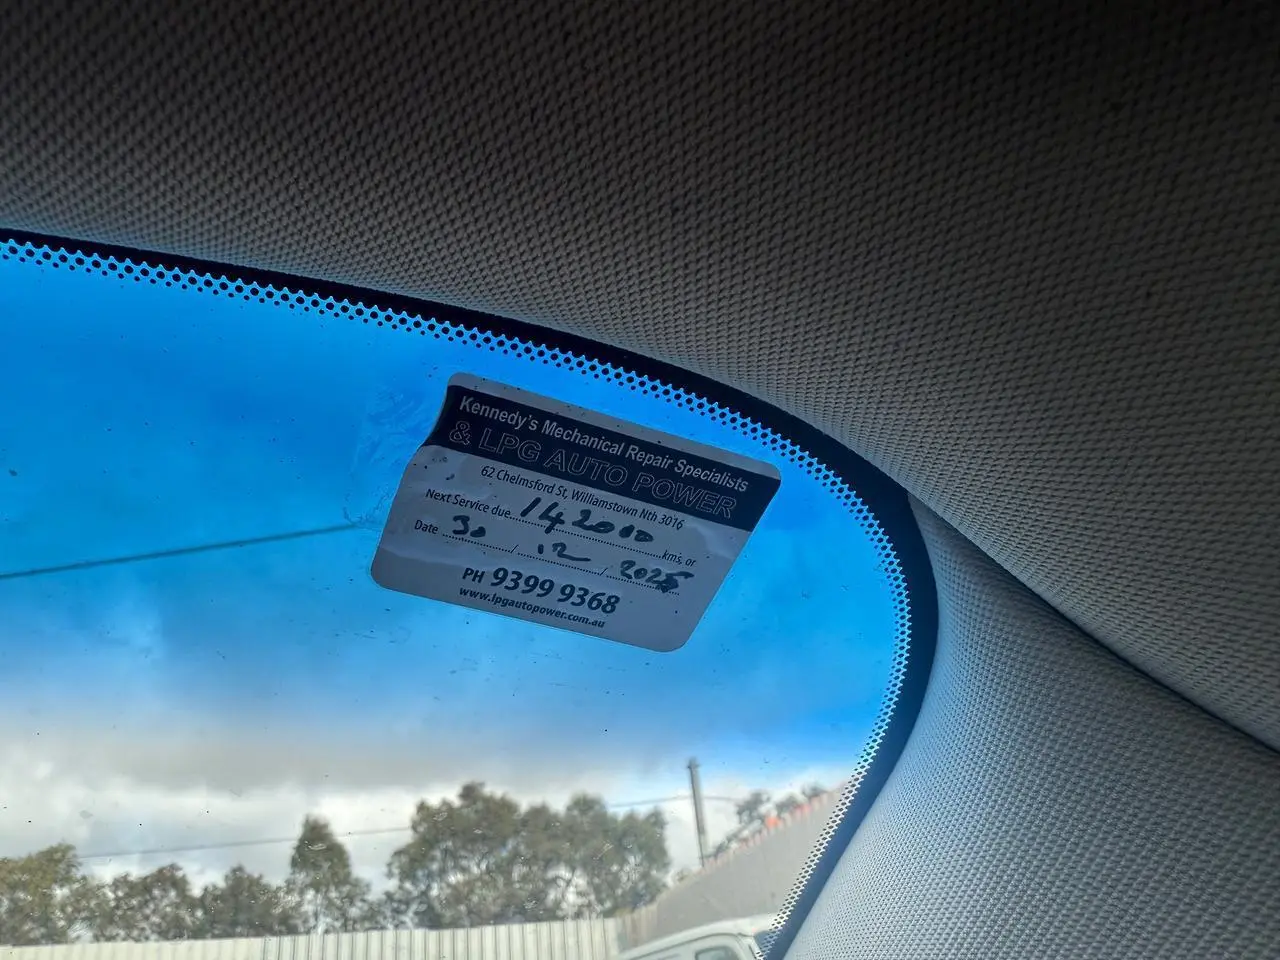 Kennedy's Mechanical Repair Specialists
& LPG AUTO POWER
62 Chelmsford St, Williamstown Nth 3016
Next Service due 142000 kms, or
Date 30 / 12 / 2025
PH 9399 9368
www.lpgautopower.com.au